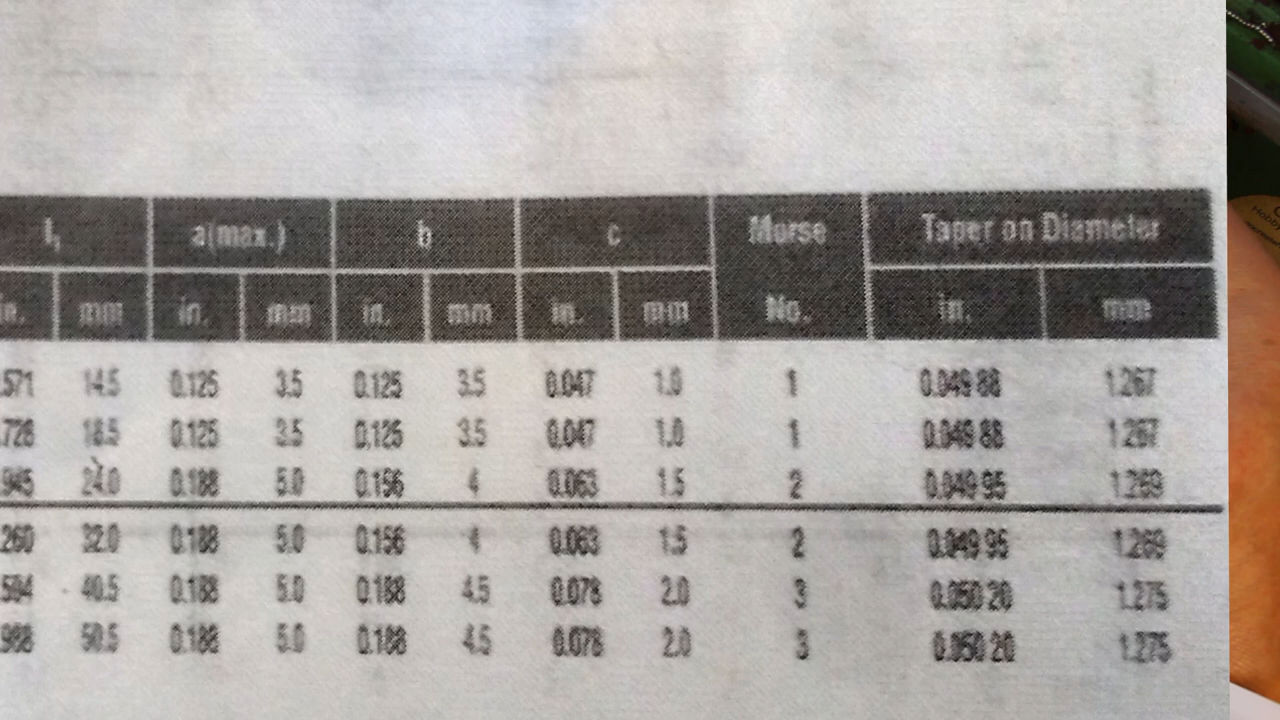 l₁ a(max.) b c Morse Taper on Diameter
in. mm in. mm in. mm in. mm No. in. mm
.571 14.5 0.125 3.5 0.125 3.5 0.047 1.0 1 0.049 88 1.267
.728 18.5 0.125 3.5 0.125 3.5 0.047 1.0 1 0.049 88 1.267
.945 24.0 0.188 5.0 0.156 4 0.063 1.5 2 0.049 95 1.269
.260 32.0 0.188 5.0 0.156 4 0.063 1.5 2 0.049 95 1.269
.594 40.5 0.188 5.0 0.188 4.5 0.078 2.0 3 0.050 20 1.275
.988 50.5 0.188 5.0 0.188 4.5 0.078 2.0 3 0.050 20 1.275